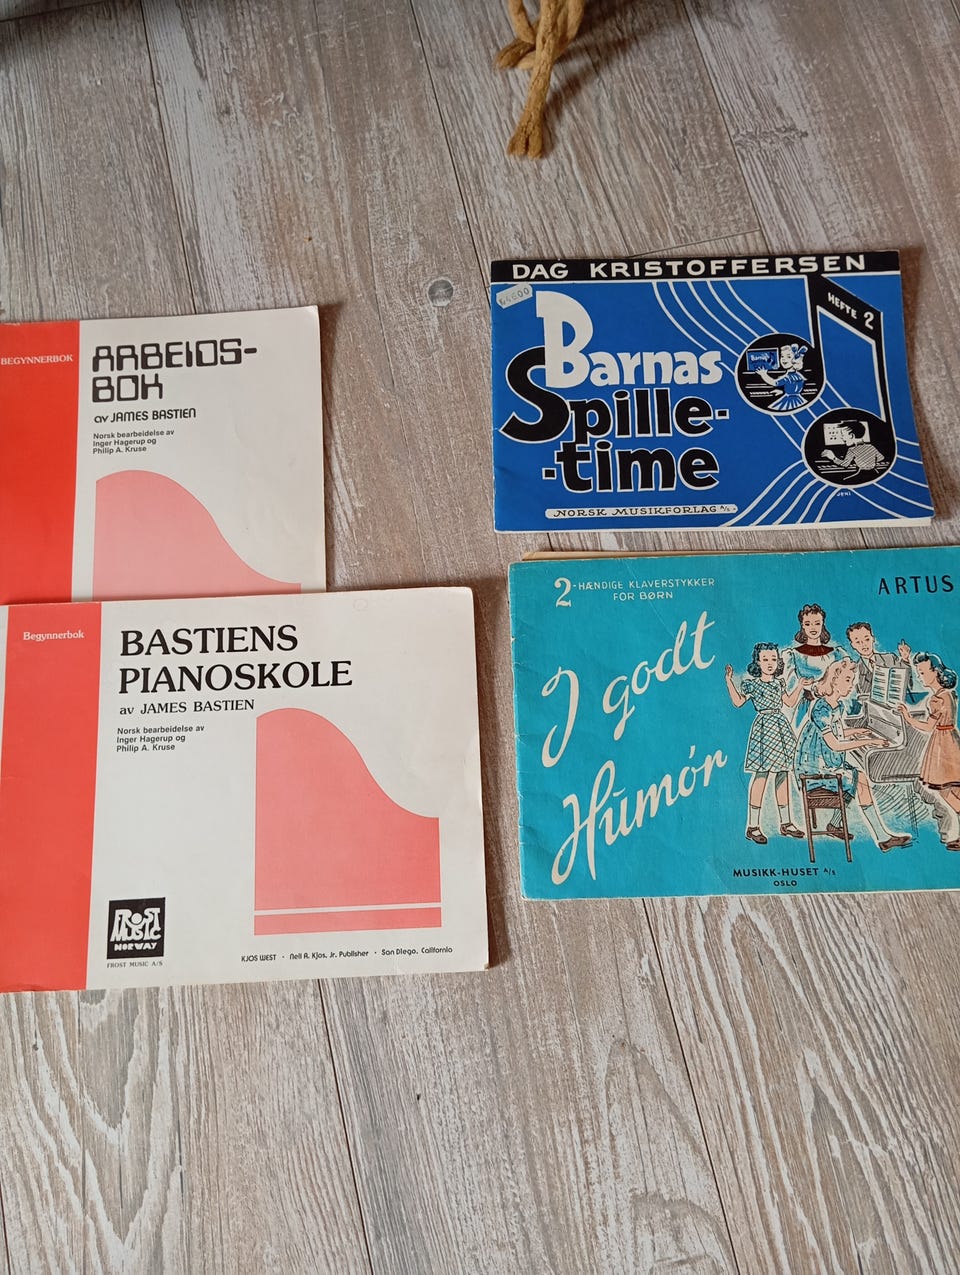 BEGYNNERBOK
ARBEIDS-
BOK
av JAMES BASTIEN
Norsk bearbeidelse av
Inger Hagerup og
Philip A. Kruse
Begynnerbok
BASTIENS
PIANOSKOLE
av JAMES BASTIEN
Norsk bearbeidelse av
Inger Hagerup og
Philip A. Kruse
FROST
MUSIC
NORWAY
FROST MUSIC A/S
KJOS WEST · Neil A. Kjos, Jr. Publisher · San Diego, California
DAG KRISTOFFERSEN
HEFTE 2
Barnas
Spille-
-time
NORSK MUSIKFORLAG A/S
2-HÆNDIGE KLAVERSTYKKER
FOR BØRN
ARTUS
I godt
Humør
MUSIKK-HUSET A/S
OSLO